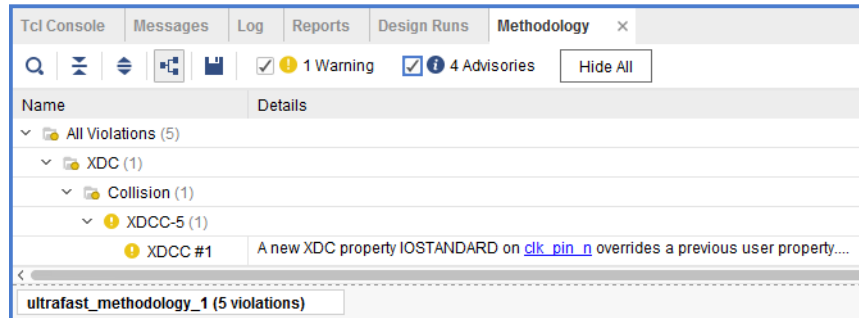 Tcl Console Messages Log Reports Design Runs Methodology ×
1 Warning 4 Advisories Hide All
Name Details
All Violations (5)
XDC (1)
Collision (1)
XDCC-5 (1)
XDCC #1 A new XDC property IOSTANDARD on clk_pin_n overrides a previous user property....
ultrafast_methodology_1 (5 violations)